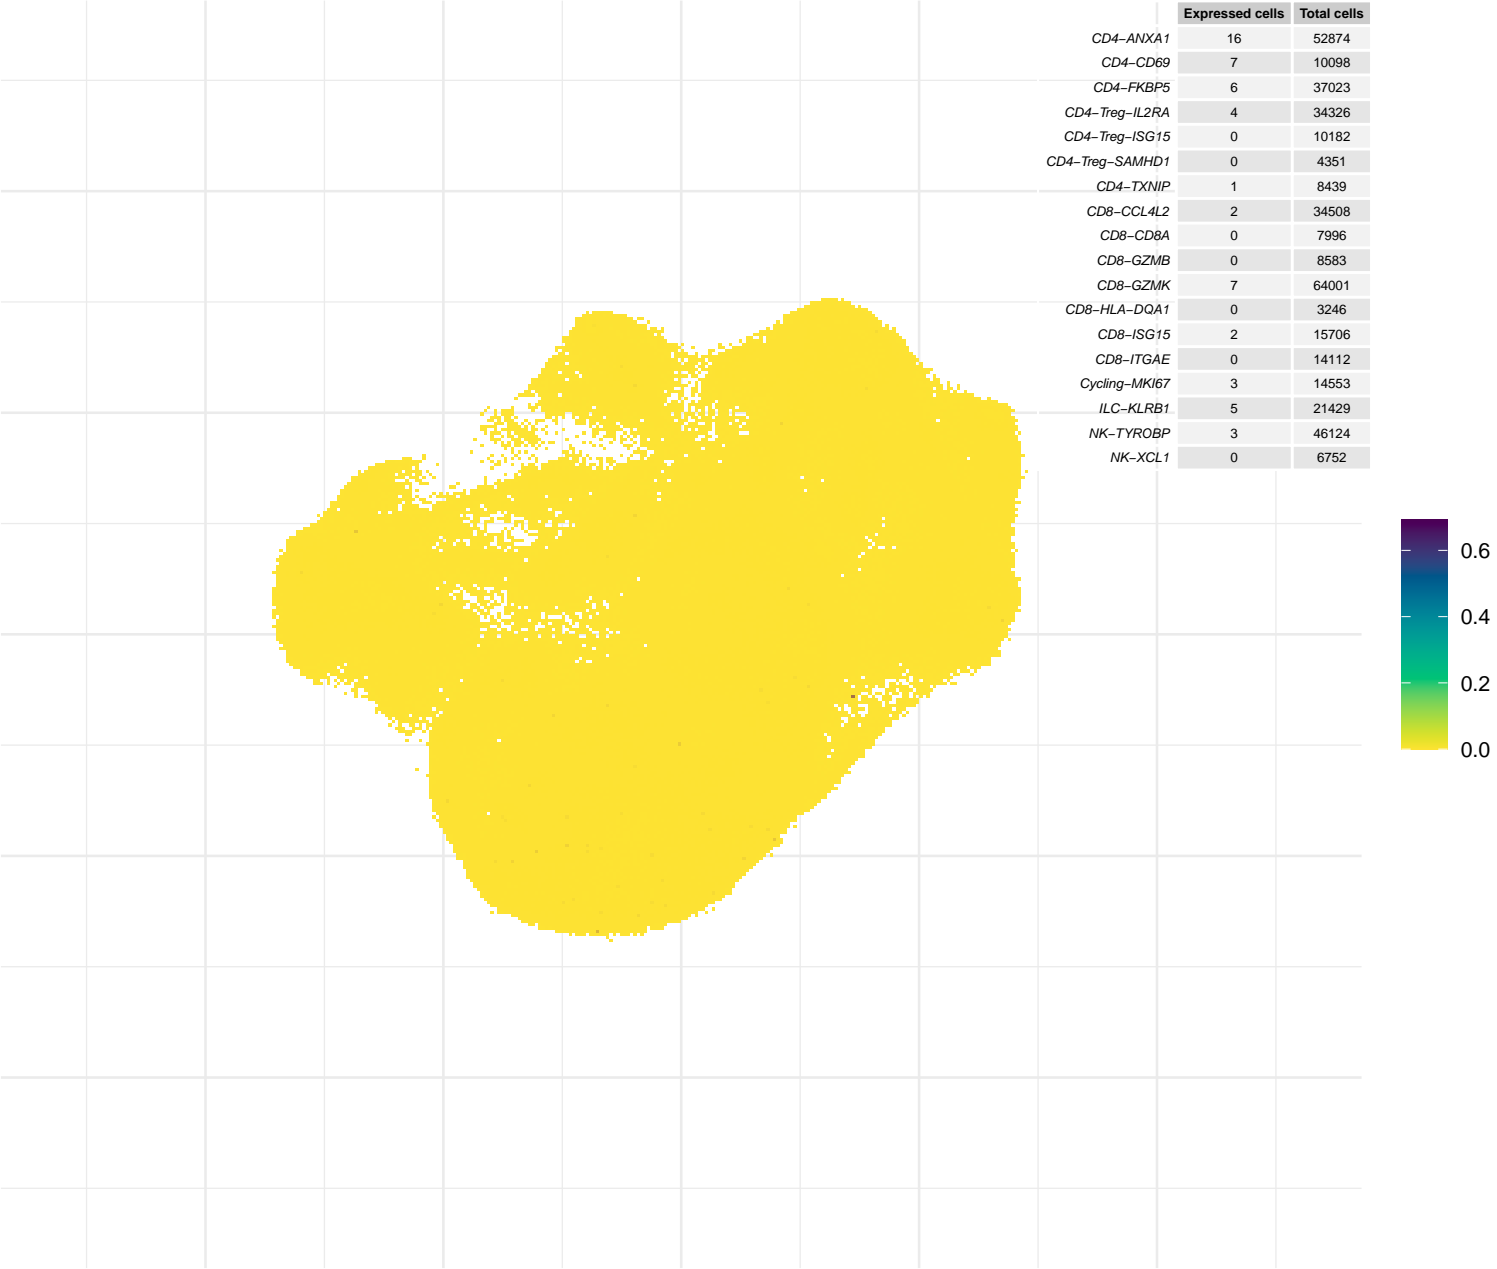 Expressed cells Total cells
CD4−ANXA1 16 52874
CD4−CD69 7 10098
CD4−FKBP5 6 37023
CD4−Treg−IL2RA 4 34326
CD4−Treg−ISG15 0 10182
CD4−Treg−SAMHD1 0 4351
CD4−TXNIP 1 8439
CD8−CCL4L2 2 34508
CD8−CD8A 0 7996
CD8−GZMB 0 8583
CD8−GZMK 7 64001
CD8−HLA−DQA1 0 3246
CD8−ISG15 2 15706
CD8−ITGAE 0 14112
Cycling−MKI67 3 14553
ILC−KLRB1 5 21429
NK−TYROBP 3 46124
NK−XCL1 0 6752
0.6
0.4
0.2
0.0